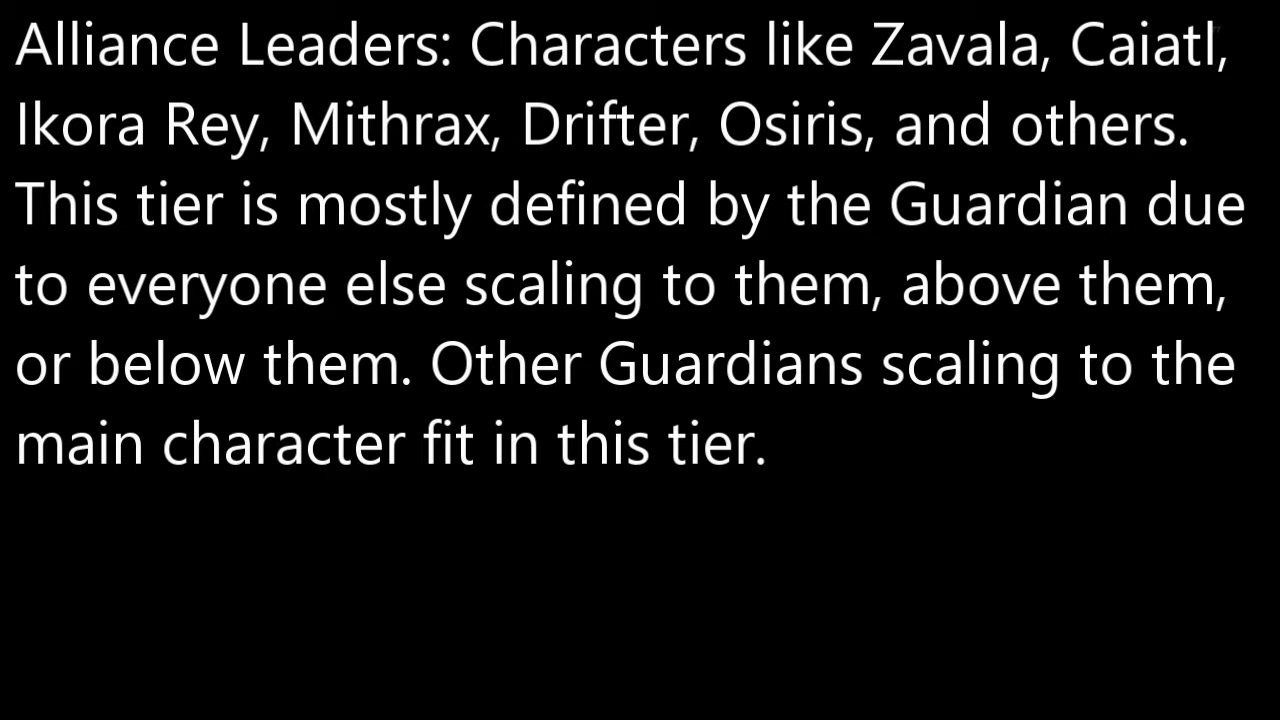 Alliance Leaders: Characters like Zavala, Caiatl,
Ikora Rey, Mithrax, Drifter, Osiris, and others.
This tier is mostly defined by the Guardian due
to everyone else scaling to them, above them,
or below them. Other Guardians scaling to the
main character fit in this tier.